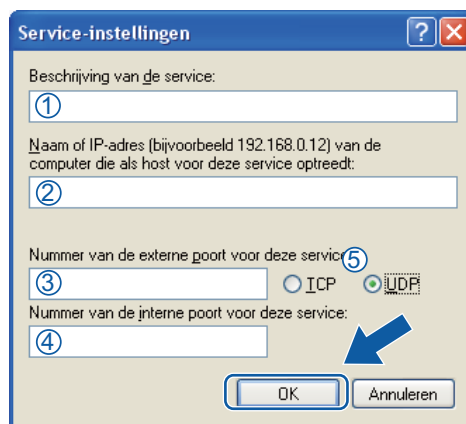 Service-instellingen
Beschrijving van de service:
①
Naam of IP-adres (bijvoorbeeld 192.168.0.12) van de
computer die als host voor deze service optreedt:
②
Nummer van de externe poort voor deze service
⑤
③ TCP UDP
Nummer van de interne poort voor deze service:
④
OK Annuleren